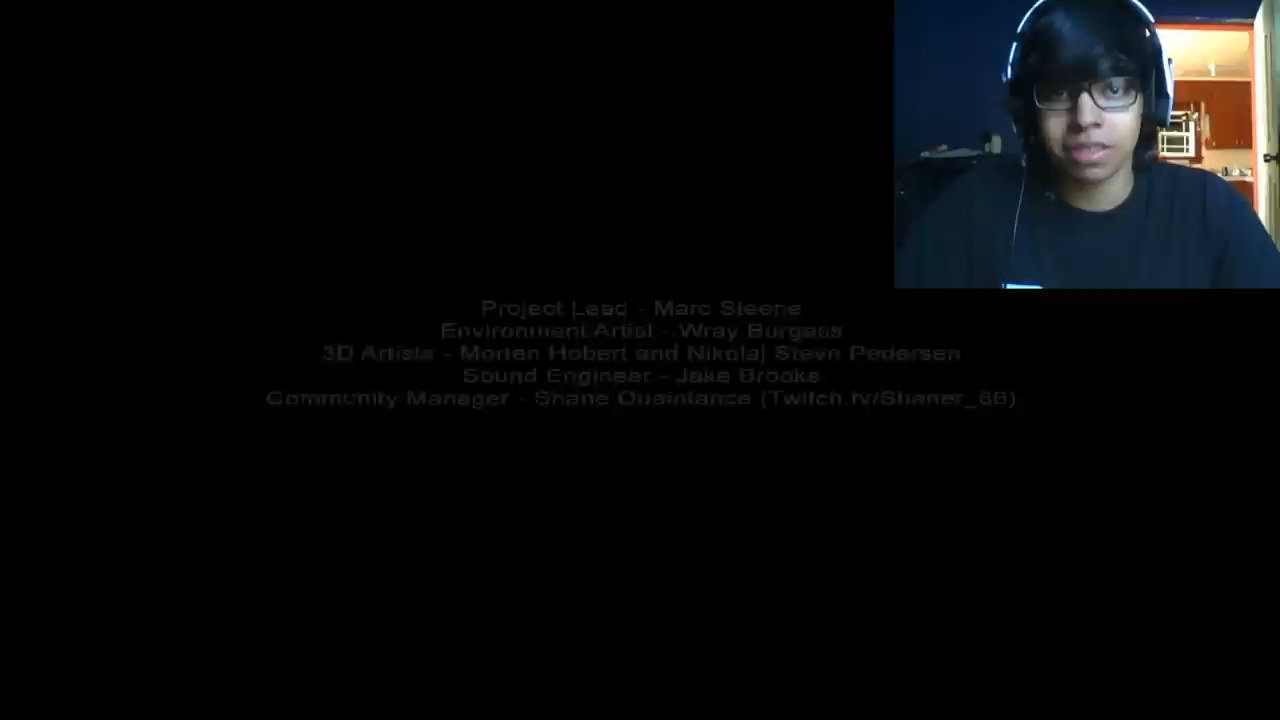 Project Lead - Marc Steene
Environment Artist - Wray Burgess
3D Artists - Morten Hobert and Nikolaj Stevn Pedersen
Sound Engineer - Jake Brooke
Community Manager - Shane Quaintance (Twitch.tv/Shaner_88)